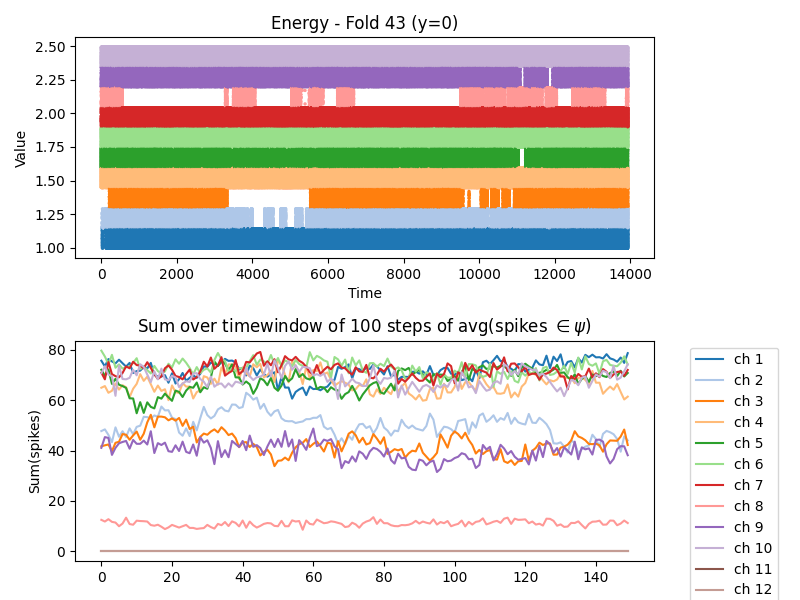 Energy - Fold 43 (y=0)
Value
2.50
2.25
2.00
1.75
1.50
1.25
1.00
0 2000 4000 6000 8000 10000 12000 14000
Time
Sum over timewindow of 100 steps of avg(spikes ∈ ψ)
Sum(spikes)
80
60
40
20
0
0 20 40 60 80 100 120 140
ch 1
ch 2
ch 3
ch 4
ch 5
ch 6
ch 7
ch 8
ch 9
ch 10
ch 11
ch 12